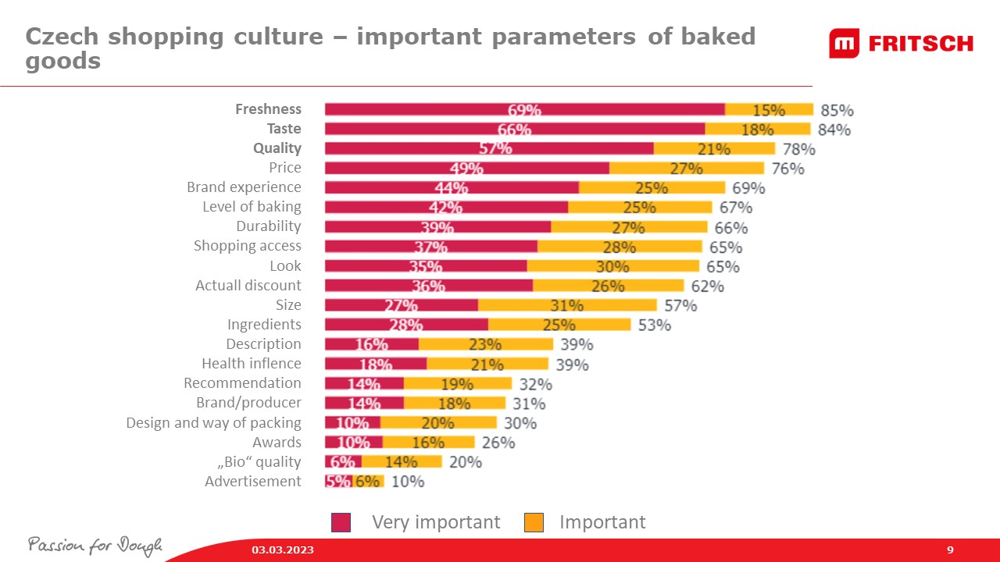 Czech shopping culture – important parameters of baked
goods
FRITSCH
Freshness 69% 15% 85%
Taste 66% 18% 84%
Quality 57% 21% 78%
Price 49% 27% 76%
Brand experience 44% 25% 69%
Level of baking 42% 25% 67%
Durability 39% 27% 66%
Shopping access 37% 28% 65%
Look 35% 30% 65%
Actuall discount 36% 26% 62%
Size 27% 31% 57%
Ingredients 28% 25% 53%
Description 16% 23% 39%
Health inflence 18% 21% 39%
Recommendation 14% 19% 32%
Brand/producer 14% 18% 31%
Design and way of packing 10% 20% 30%
Awards 10% 16% 26%
„Bio“ quality 6% 14% 20%
Advertisement 5% 6% 10%
Very important Important
Passion for Dough
03.03.2023 9